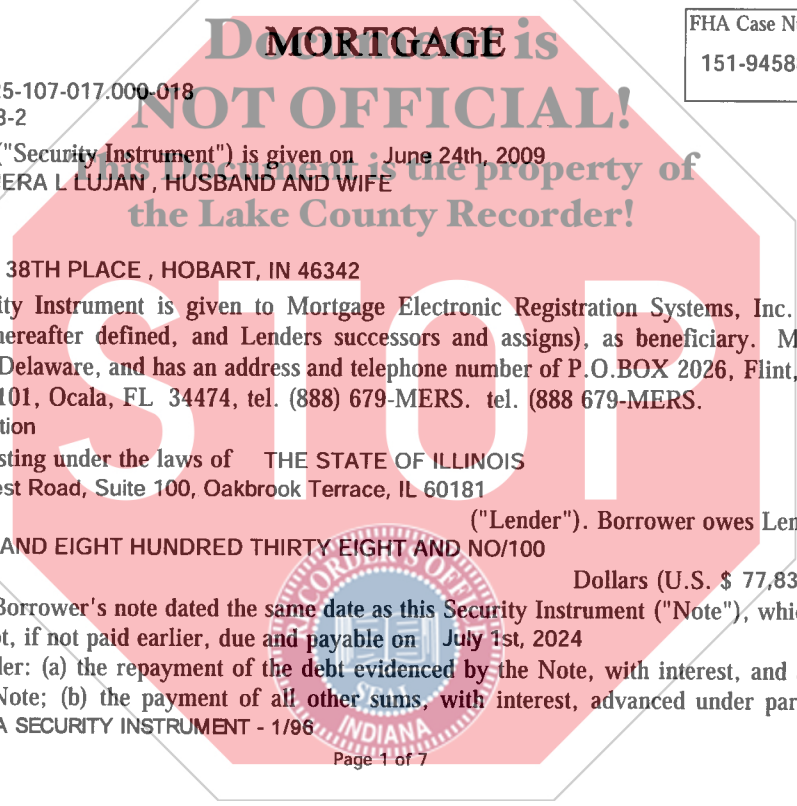 Document is
MORTGAGE
FHA Case N
151-9458
NOT OFFICIAL!
5-107-017.000-018
3-2
("Security Instrument") is given on June 24th, 2009
This Document is the property of
ERA L LUJAN , HUSBAND AND WIFE
the Lake County Recorder!
38TH PLACE , HOBART, IN 46342
ity Instrument is given to Mortgage Electronic Registration Systems, Inc.
hereafter defined, and Lenders successors and assigns), as beneficiary. M
Delaware, and has an address and telephone number of P.O.BOX 2026, Flint,
101, Ocala, FL 34474, tel. (888) 679-MERS. tel. (888 679-MERS.
tion
sting under the laws of THE STATE OF ILLINOIS
est Road, Suite 100, Oakbrook Terrace, IL 60181
STOP
("Lender"). Borrower owes Len
AND EIGHT HUNDRED THIRTY EIGHT AND NO/100
Dollars (U.S. $ 77,83
Borrower's note dated the same date as this Security Instrument ("Note"), whi
t, if not paid earlier, due and payable on July 1st, 2024
der: (a) the repayment of the debt evidenced by the Note, with interest, and
Note; (b) the payment of all other sums, with interest, advanced under par
A SECURITY INSTRUMENT - 1/96
RECORDER'S OFFICE
SEAL
INDIANA
Page 1 of 7